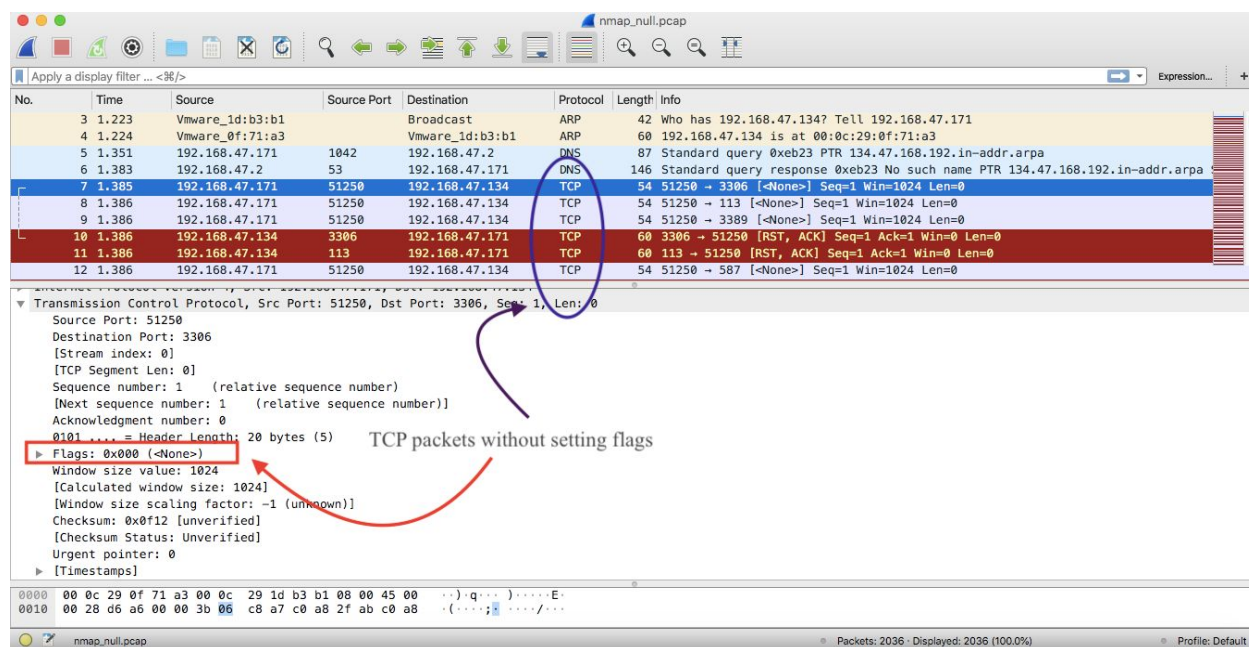 nmap_null.pcap
Apply a display filter ... <⌘/>
Expression... +
No. Time Source Source Port Destination Protocol Length Info
3 1.223 Vmware_1d:b3:b1 Broadcast ARP 42 Who has 192.168.47.134? Tell 192.168.47.171
4 1.224 Vmware_0f:71:a3 Vmware_1d:b3:b1 ARP 60 192.168.47.134 is at 00:0c:29:0f:71:a3
5 1.351 192.168.47.171 1042 192.168.47.2 DNS 87 Standard query 0xeb23 PTR 134.47.168.192.in-addr.arpa
6 1.383 192.168.47.2 53 192.168.47.171 DNS 146 Standard query response 0xeb23 No such name PTR 134.47.168.192.in-addr.arpa
7 1.385 192.168.47.171 51250 192.168.47.134 TCP 54 51250 → 3306 [<None>] Seq=1 Win=1024 Len=0
8 1.386 192.168.47.171 51250 192.168.47.134 TCP 54 51250 → 113 [<None>] Seq=1 Win=1024 Len=0
9 1.386 192.168.47.171 51250 192.168.47.134 TCP 54 51250 → 3389 [<None>] Seq=1 Win=1024 Len=0
10 1.386 192.168.47.134 3306 192.168.47.171 TCP 60 3306 → 51250 [RST, ACK] Seq=1 Ack=1 Win=0 Len=0
11 1.386 192.168.47.134 113 192.168.47.171 TCP 60 113 → 51250 [RST, ACK] Seq=1 Ack=1 Win=0 Len=0
12 1.386 192.168.47.171 51250 192.168.47.134 TCP 54 51250 → 587 [<None>] Seq=1 Win=1024 Len=0
Transmission Control Protocol, Src Port: 51250, Dst Port: 3306, Seq: 1, Len: 0
Source Port: 51250
Destination Port: 3306
[Stream index: 0]
[TCP Segment Len: 0]
Sequence number: 1 (relative sequence number)
[Next sequence number: 1 (relative sequence number)]
Acknowledgment number: 0
0101 .... = Header Length: 20 bytes (5)
TCP packets without setting flags
Flags: 0x000 (<None>)
Window size value: 1024
[Calculated window size: 1024]
[Window size scaling factor: -1 (unknown)]
Checksum: 0x0f12 [unverified]
[Checksum Status: Unverified]
Urgent pointer: 0
[Timestamps]
0000 00 0c 29 0f 71 a3 00 0c 29 1d b3 b1 08 00 45 00 ··)·q··· )·····E·
0010 00 28 d6 a6 00 00 3b 06 c8 a7 c0 a8 2f ab c0 a8 ·(····;· ····/···
nmap_null.pcap
Packets: 2036 · Displayed: 2036 (100.0%)
Profile: Default